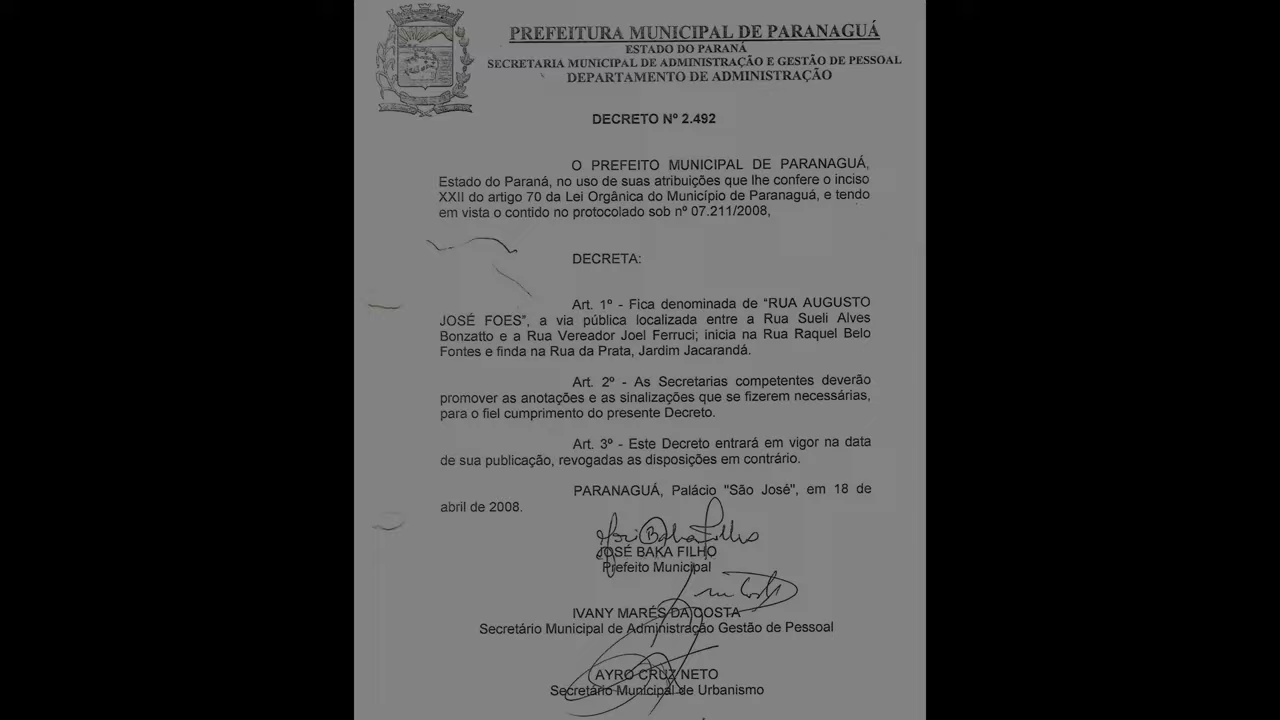 PREFEITURA MUNICIPAL DE PARANAGUÁ
ESTADO DO PARANÁ
SECRETARIA MUNICIPAL DE ADMINISTRAÇÃO E GESTÃO DE PESSOAL
DEPARTAMENTO DE ADMINISTRAÇÃO
DECRETO Nº 2.492
O PREFEITO MUNICIPAL DE PARANAGUÁ,
Estado do Paraná, no uso de suas atribuições que lhe confere o inciso
XXII do artigo 70 da Lei Orgânica do Município de Paranaguá, e tendo
em vista o contido no protocolado sob nº 07.211/2008,
DECRETA:
Art. 1º - Fica denominada de “RUA AUGUSTO
JOSÉ FOES”, a via pública localizada entre a Rua Sueli Alves
Bonzatto e a Rua Vereador Joel Ferruci; inicia na Rua Raquel Belo
Fontes e finda na Rua da Prata, Jardim Jacarandá.
Art. 2º - As Secretarias competentes deverão
promover as anotações e as sinalizações que se fizerem necessárias,
para o fiel cumprimento do presente Decreto.
Art. 3º - Este Decreto entrará em vigor na data
de sua publicação, revogadas as disposições em contrário.
PARANAGUÁ, Palácio "São José", em 18 de
abril de 2008.
José Baka Filho
JOSÉ BAKA FILHO
Prefeito Municipal
IVANY MARÉS DA COSTA
Secretário Municipal de Administração Gestão de Pessoal
AYRO CRUZ NETO
Secretário Municipal de Urbanismo